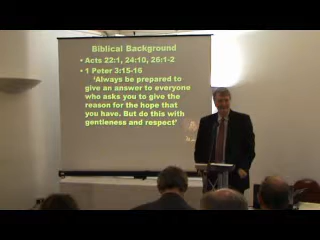 Biblical Background
• Acts 22:1, 24:10, 26:1-2
• 1 Peter 3:15-16
'Always be prepared to
give an answer to everyone
who asks you to give the
reason for the hope that
you have. But do this with
gentleness and respect'